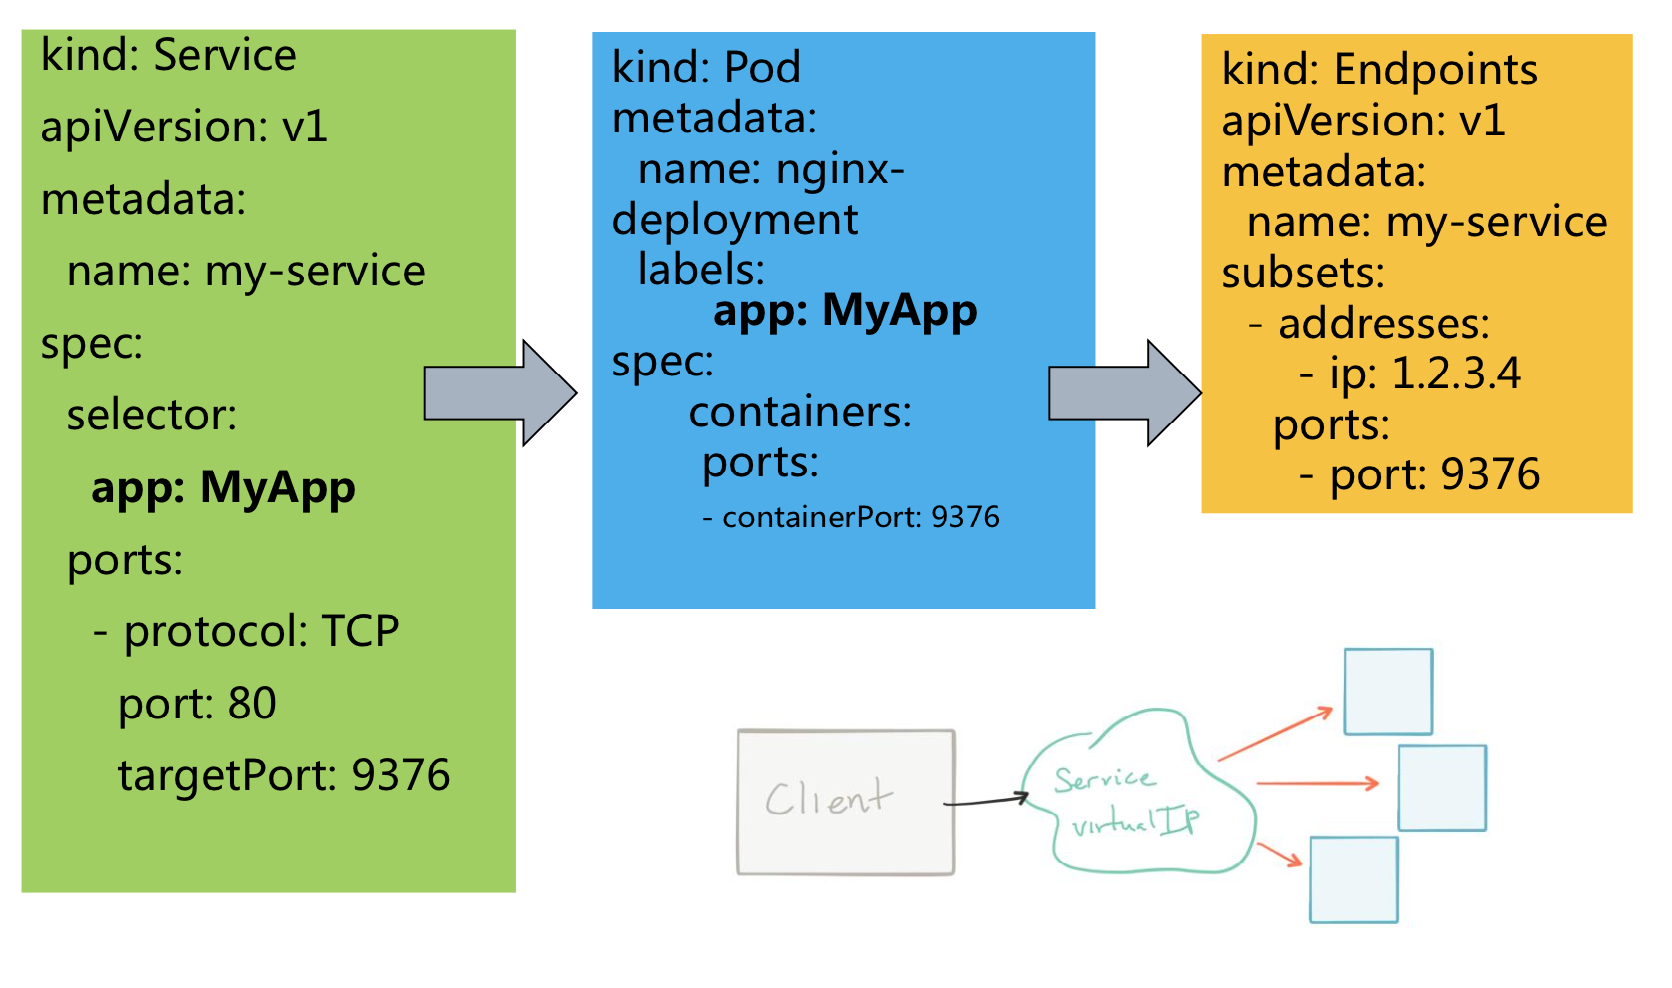 kind: Service
apiVersion: v1
metadata:
  name: my-service
spec:
  selector:
    app: MyApp
  ports:
    - protocol: TCP
      port: 80
      targetPort: 9376
kind: Pod
metadata:
  name: nginx-
deployment
  labels:
        app: MyApp
spec:
      containers:
       ports:
       - containerPort: 9376
kind: Endpoints
apiVersion: v1
metadata:
  name: my-service
subsets:
  - addresses:
      - ip: 1.2.3.4
    ports:
      - port: 9376
Client
Service
virtual IP